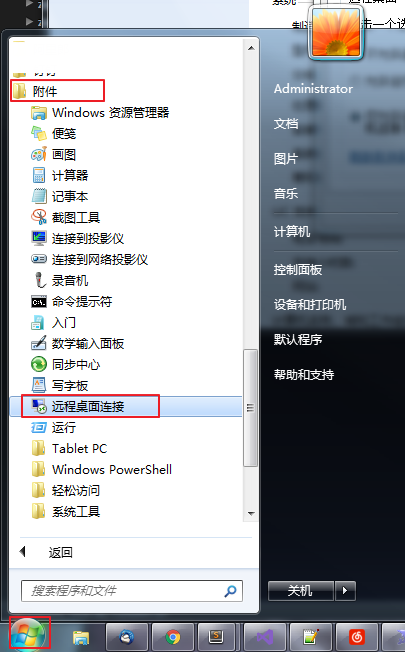 系统
附件
Windows 资源管理器
便笺
画图
计算器
记事本
截图工具
连接到投影仪
连接到网络投影仪
录音机
命令提示符
入门
数学输入面板
同步中心
写字板
远程桌面连接
运行
Tablet PC
Windows PowerShell
轻松访问
系统工具
返回
搜索程序和文件
Administrator
文档
图片
音乐
计算机
控制面板
设备和打印机
默认程序
帮助和支持
关机